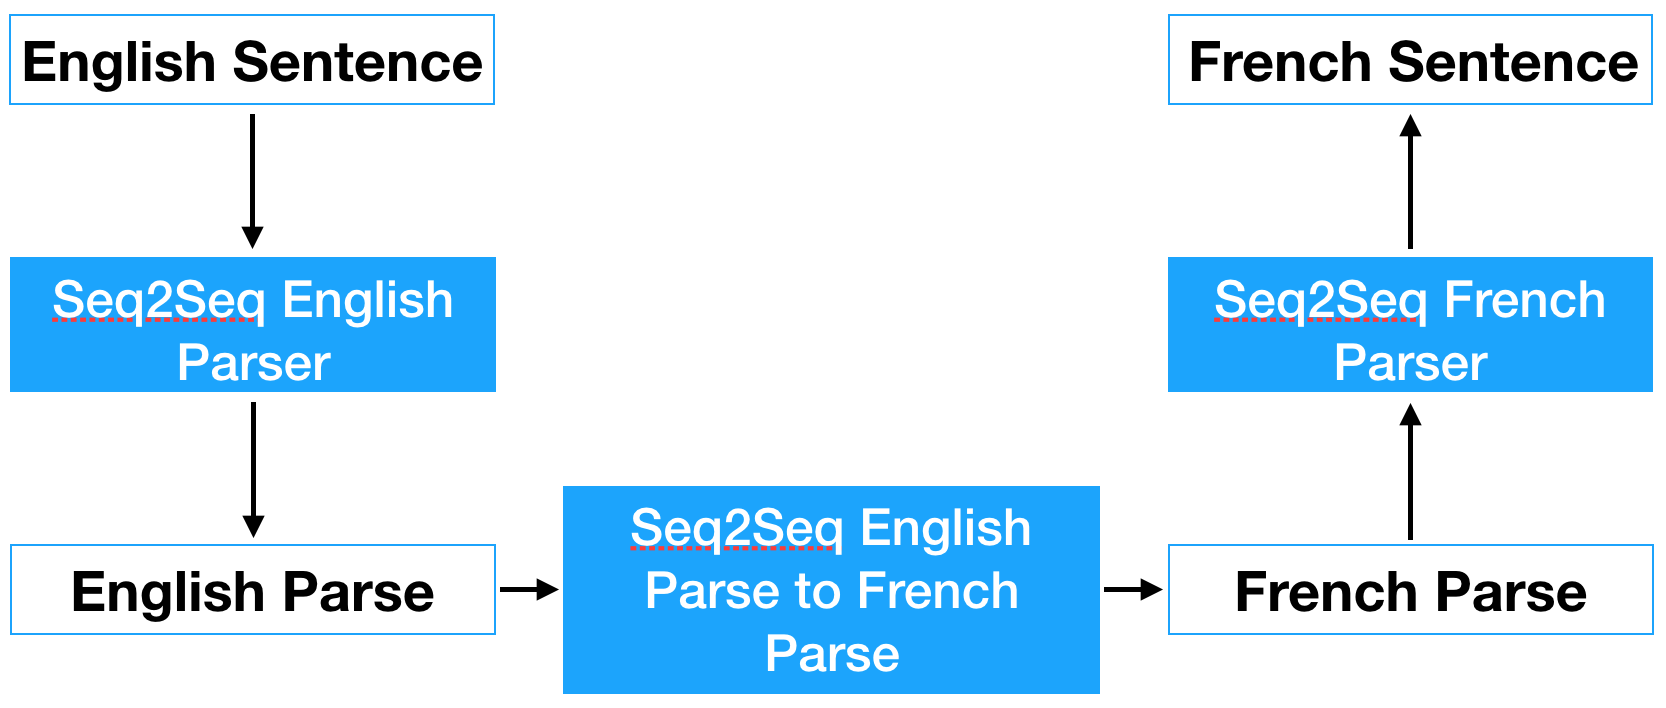 English Sentence
French Sentence
Seq2Seq English
Parser
Seq2Seq French
Parser
English Parse
Seq2Seq English
Parse to French
Parse
French Parse